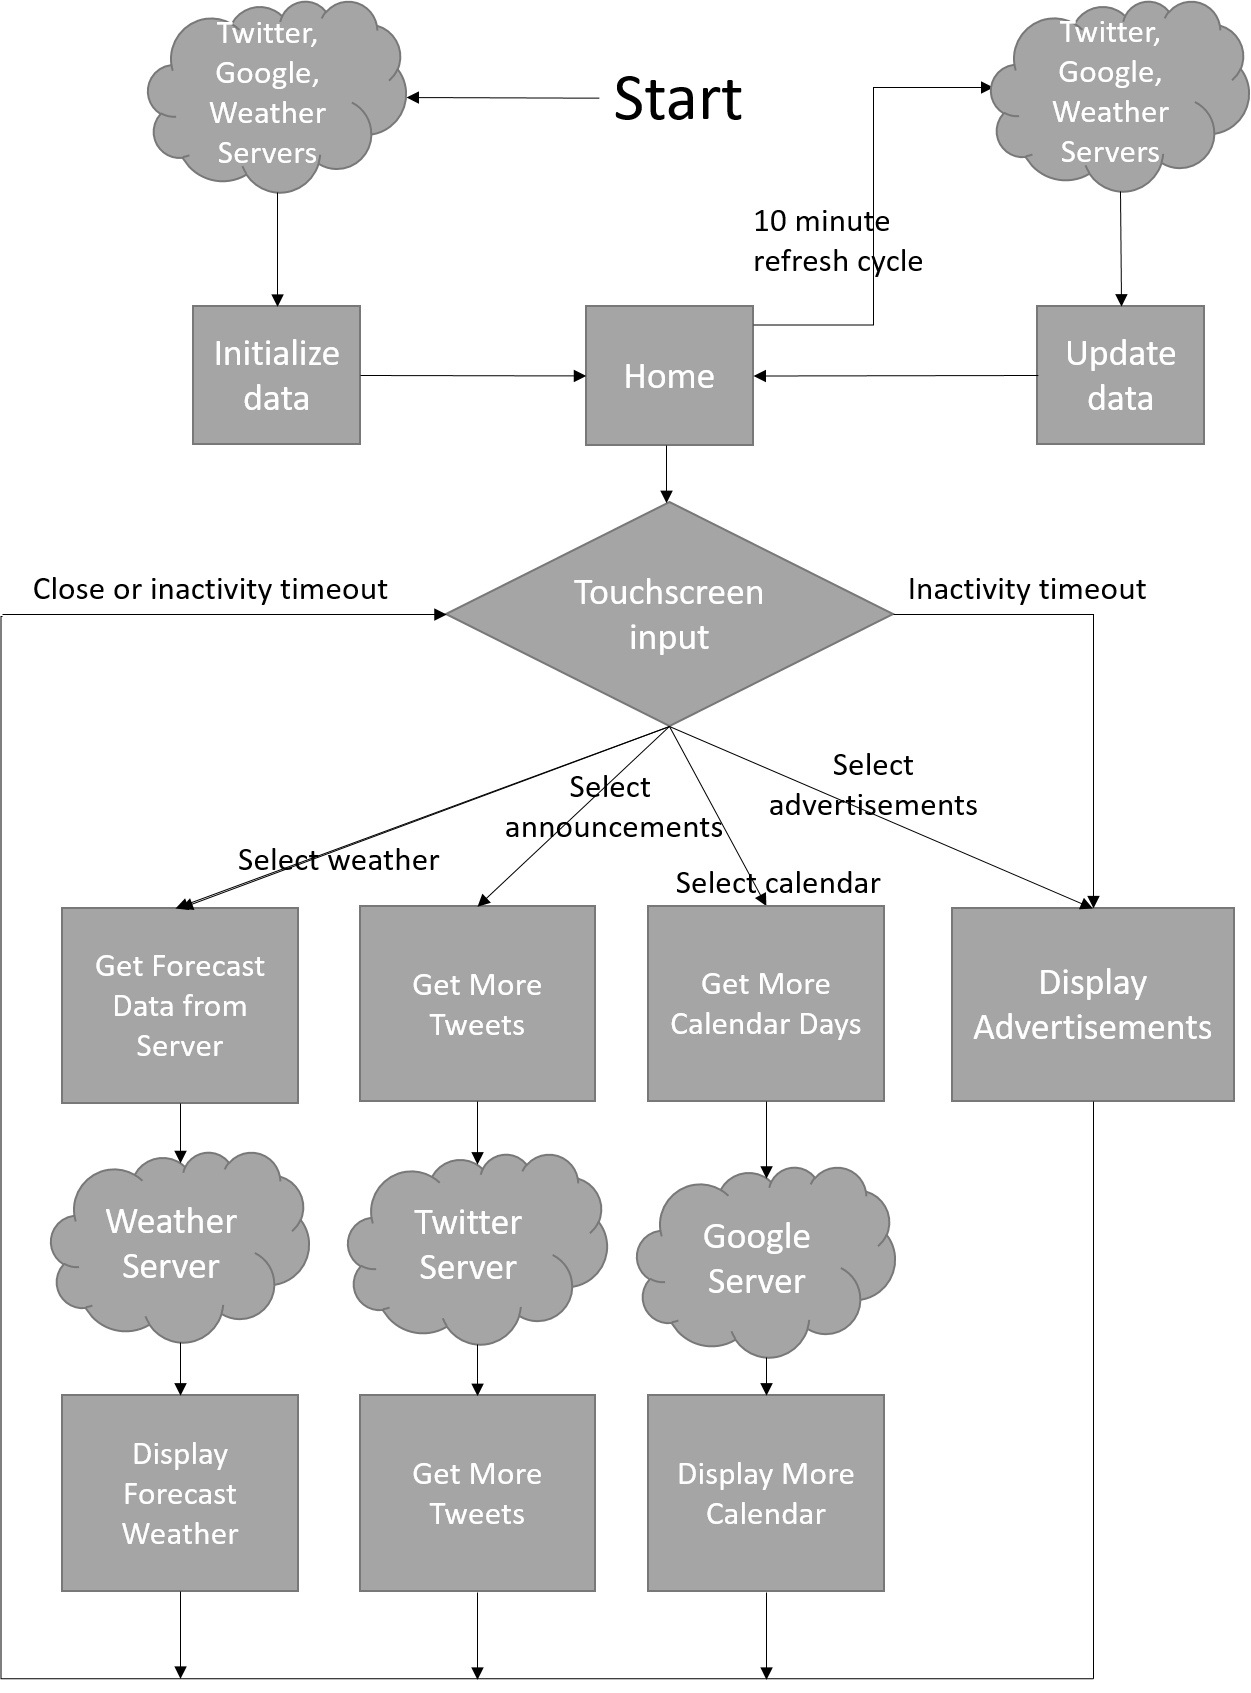 Twitter,
Google,
Weather
Servers
Start
Twitter,
Google,
Weather
Servers
10 minute
refresh cycle
Initialize
data
Home
Update
data
Close or inactivity timeout
Touchscreen
input
Inactivity timeout
Select weather
Select
announcements
Select calendar
Select
advertisements
Get Forecast
Data from
Server
Get More
Tweets
Get More
Calendar Days
Display
Advertisements
Weather
Server
Twitter
Server
Google
Server
Display
Forecast
Weather
Get More
Tweets
Display More
Calendar